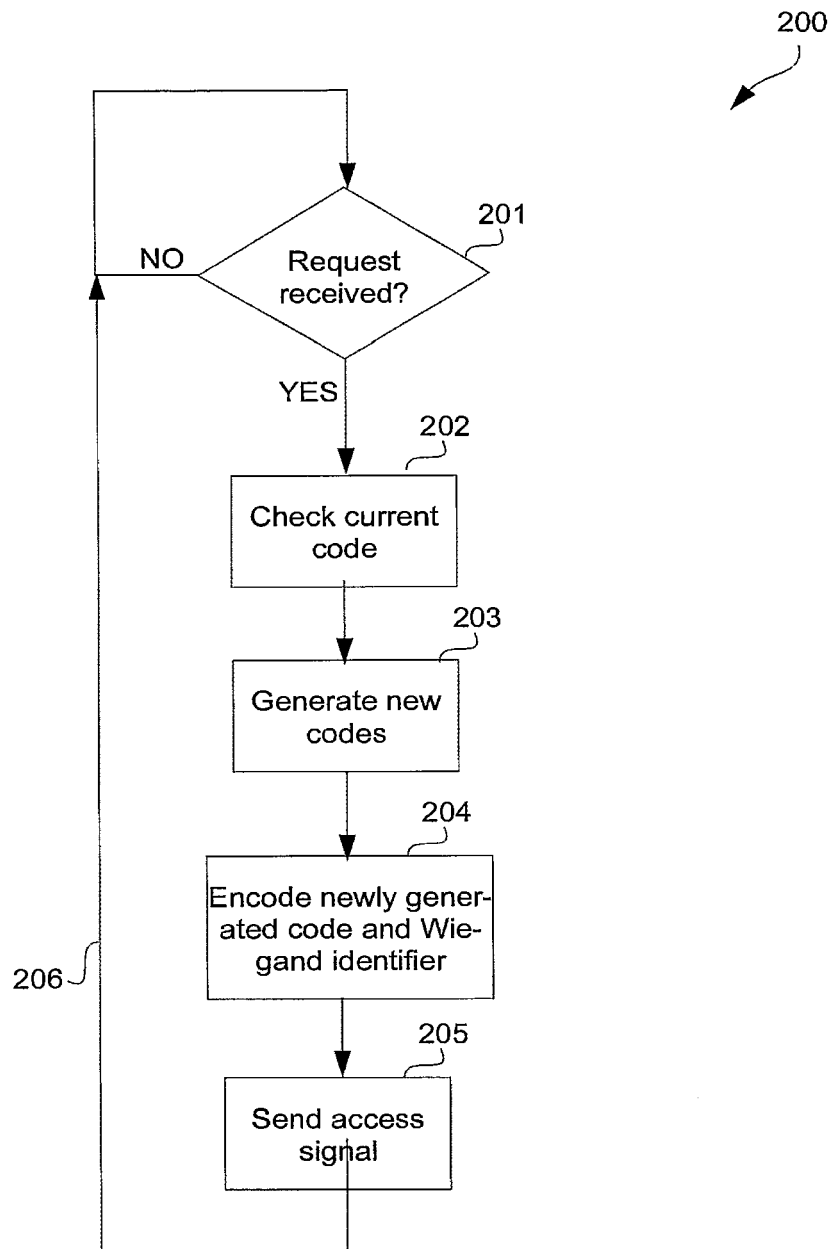 200
201
Request
received?
NO
YES
202
Check current
code
203
Generate new
codes
204
Encode newly gener-
ated code and Wie-
gand identifier
206
205
Send access
signal